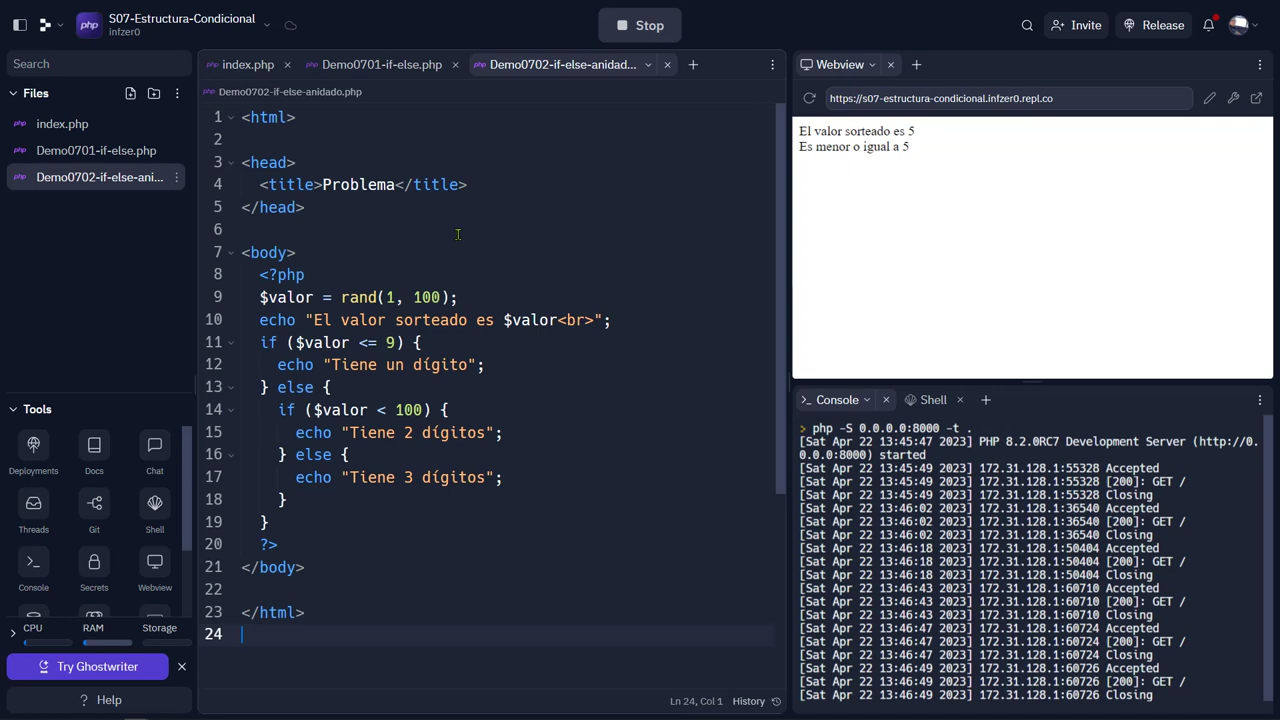 S07-Estructura-Condicional
infzer0
Stop
Invite
Release
Search
Files
index.php
Demo0701-if-else.php
Demo0702-if-else-ani...
Tools
Deployments
Docs
Chat
Threads
Git
Shell
Console
Secrets
Webview
CPU
RAM
Storage
Try Ghostwriter
Help
php index.php
php Demo0701-if-else.php
php Demo0702-if-else-anidad...
php Demo0702-if-else-anidado.php
1 <html>
2
3 <head>
4 <title>Problema</title>
5 </head>
6
7 <body>
8 <?php
9 $valor = rand(1, 100);
10 echo "El valor sorteado es $valor<br>";
11 if ($valor <= 9) {
12 echo "Tiene un dígito";
13 } else {
14 if ($valor < 100) {
15 echo "Tiene 2 dígitos";
16 } else {
17 echo "Tiene 3 dígitos";
18 }
19 }
20 ?>
21 </body>
22
23 </html>
24
Ln 24, Col 1 History
Webview
https://s07-estructura-condicional.infzer0.repl.co
El valor sorteado es 5
Es menor o igual a 5
Console
Shell
> php -S 0.0.0.0:8000 -t .
[Sat Apr 22 13:45:47 2023] PHP 8.2.0RC7 Development Server (http://0.
0.0.0:8000) started
[Sat Apr 22 13:45:49 2023] 172.31.128.1:55328 Accepted
[Sat Apr 22 13:45:49 2023] 172.31.128.1:55328 [200]: GET /
[Sat Apr 22 13:45:49 2023] 172.31.128.1:55328 Closing
[Sat Apr 22 13:46:02 2023] 172.31.128.1:36540 Accepted
[Sat Apr 22 13:46:02 2023] 172.31.128.1:36540 [200]: GET /
[Sat Apr 22 13:46:02 2023] 172.31.128.1:36540 Closing
[Sat Apr 22 13:46:18 2023] 172.31.128.1:50404 Accepted
[Sat Apr 22 13:46:18 2023] 172.31.128.1:50404 [200]: GET /
[Sat Apr 22 13:46:18 2023] 172.31.128.1:50404 Closing
[Sat Apr 22 13:46:43 2023] 172.31.128.1:60710 Accepted
[Sat Apr 22 13:46:43 2023] 172.31.128.1:60710 [200]: GET /
[Sat Apr 22 13:46:43 2023] 172.31.128.1:60710 Closing
[Sat Apr 22 13:46:47 2023] 172.31.128.1:60724 Accepted
[Sat Apr 22 13:46:47 2023] 172.31.128.1:60724 [200]: GET /
[Sat Apr 22 13:46:47 2023] 172.31.128.1:60724 Closing
[Sat Apr 22 13:46:49 2023] 172.31.128.1:60726 Accepted
[Sat Apr 22 13:46:49 2023] 172.31.128.1:60726 [200]: GET /
[Sat Apr 22 13:46:49 2023] 172.31.128.1:60726 Closing